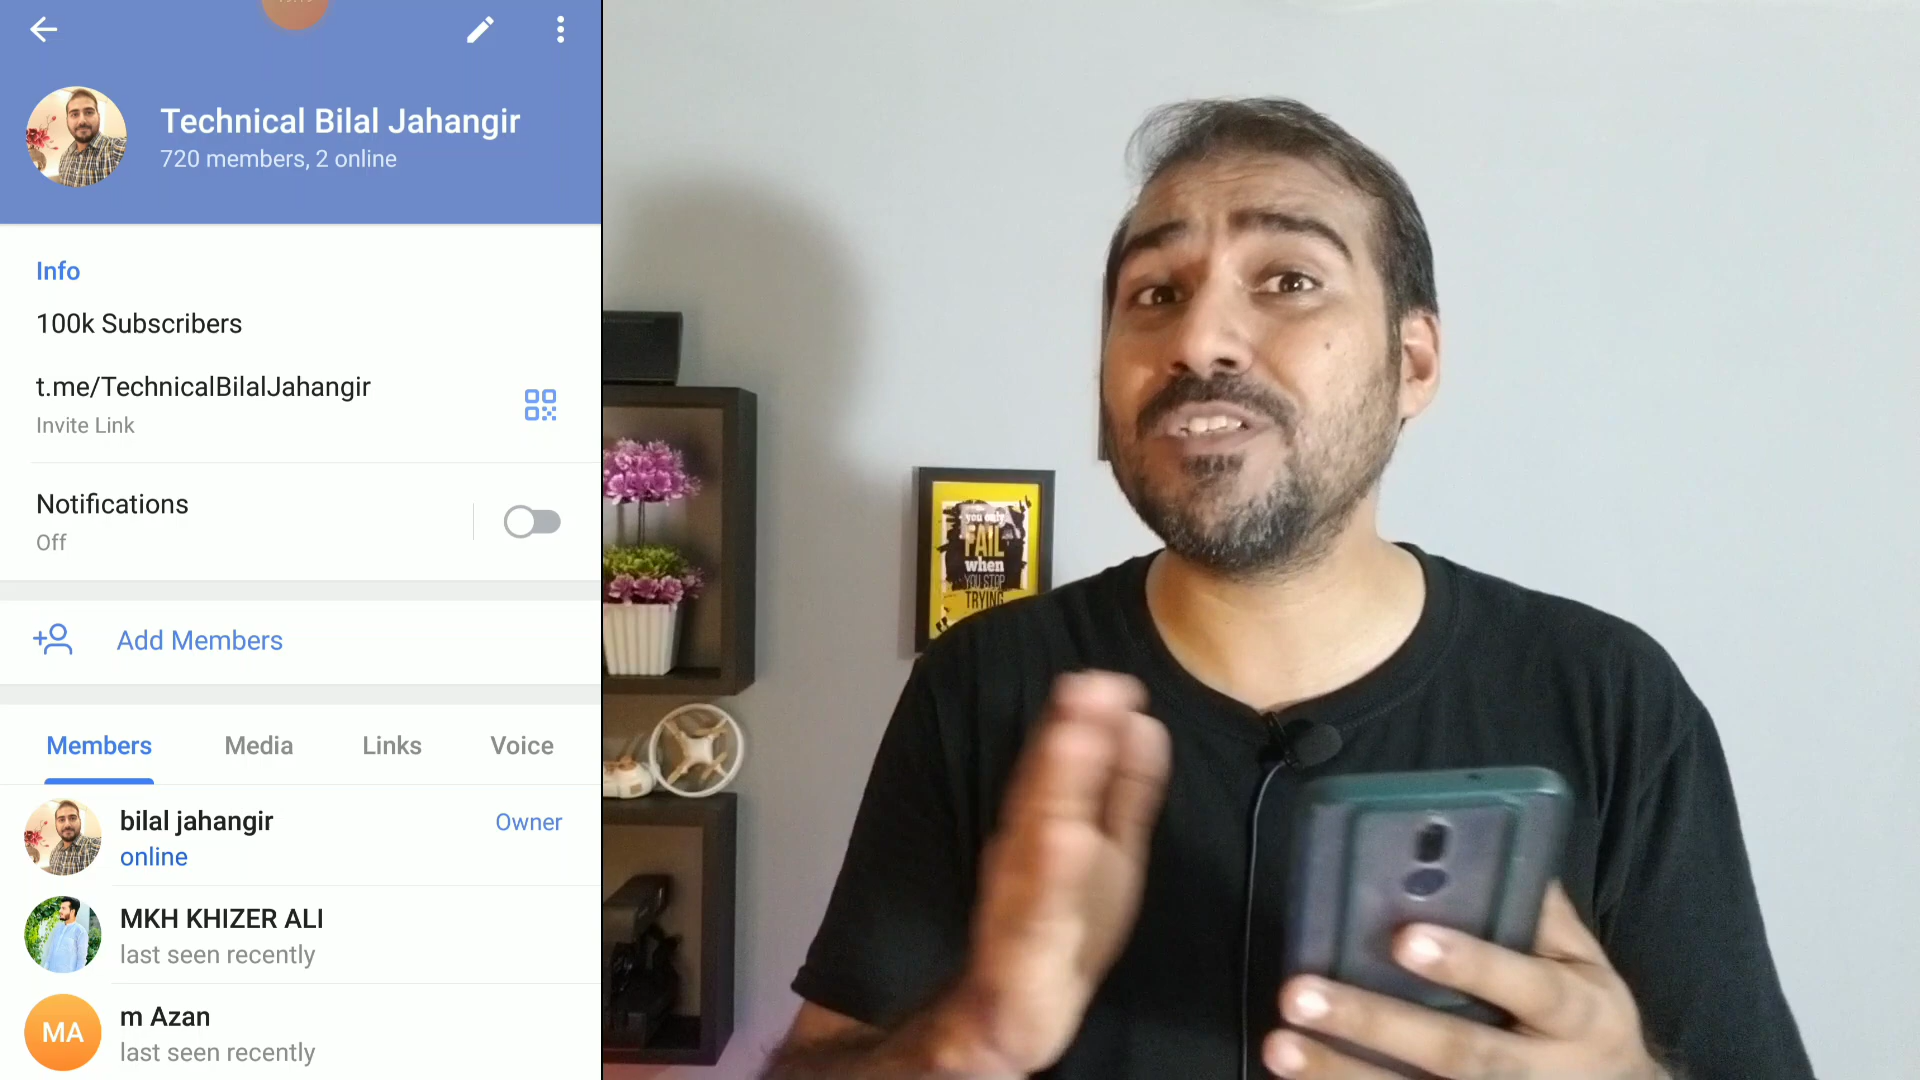 Technical Bilal Jahangir
720 members, 2 online
Info
100k Subscribers
t.me/TechnicalBilalJahangir
Invite Link
Notifications
Off
Add Members
Members Media Links Voice
bilal jahangir
Owner
online
MKH KHIZER ALI
last seen recently
MA
m Azan
last seen recently
you only
FAIL
when
YOU STOP
TRYING